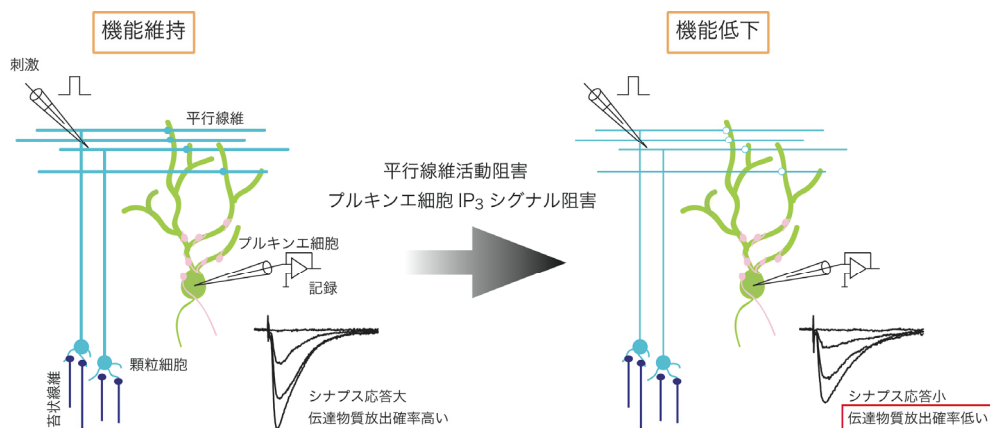 機能維持
機能低下
刺激
平行線維
平行線維活動阻害
プルキンエ細胞 IP₃ シグナル阻害
プルキンエ細胞
記録
顆粒細胞
苔状線維
シナプス応答大
伝達物質放出確率高い
シナプス応答小
伝達物質放出確率低い